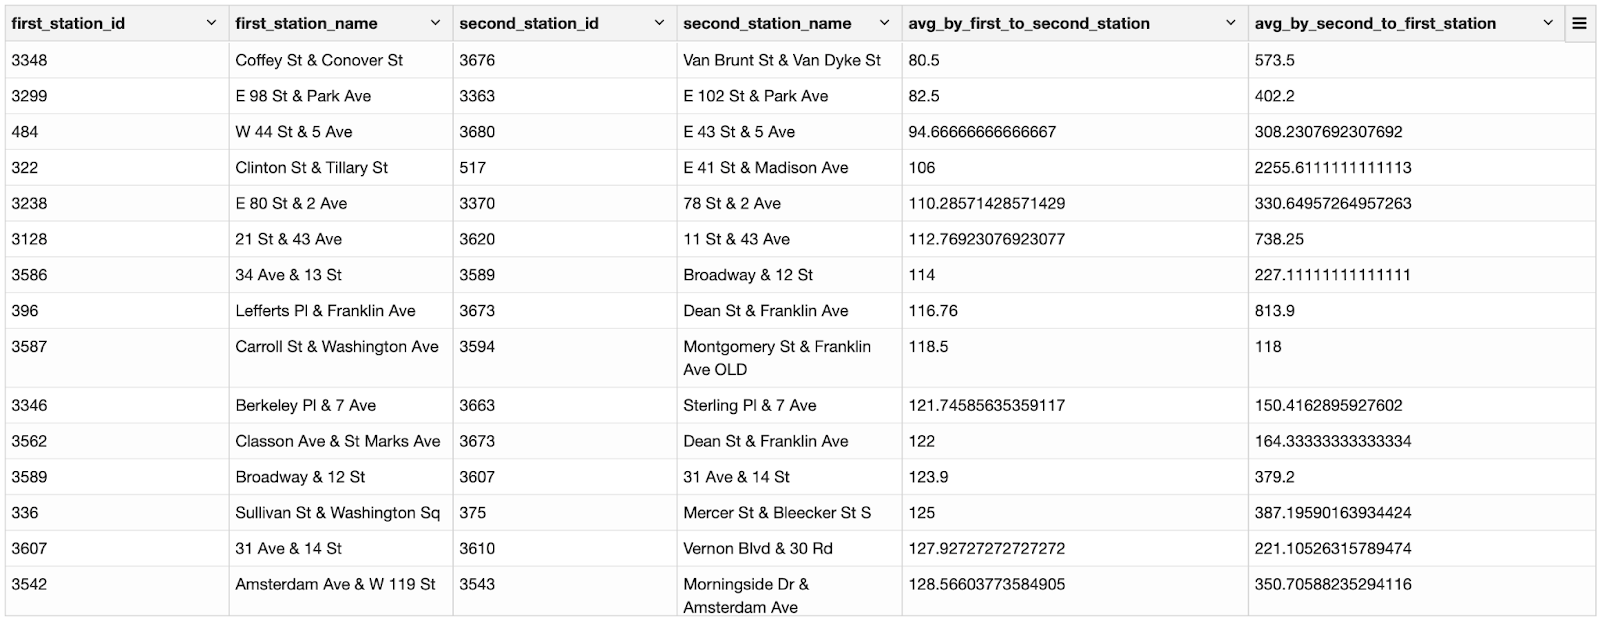 first_station_id first_station_name second_station_id second_station_name avg_by_first_to_second_station avg_by_second_to_first_station
3348 Coffey St & Conover St 3676 Van Brunt St & Van Dyke St 80.5 573.5
3299 E 98 St & Park Ave 3363 E 102 St & Park Ave 82.5 402.2
484 W 44 St & 5 Ave 3680 E 43 St & 5 Ave 94.66666666666667 308.2307692307692
322 Clinton St & Tillary St 517 E 41 St & Madison Ave 106 2255.6111111111113
3238 E 80 St & 2 Ave 3370 78 St & 2 Ave 110.28571428571429 330.64957264957263
3128 21 St & 43 Ave 3620 11 St & 43 Ave 112.76923076923077 738.25
3586 34 Ave & 13 St 3589 Broadway & 12 St 114 227.11111111111111
396 Lefferts Pl & Franklin Ave 3673 Dean St & Franklin Ave 116.76 813.9
3587 Carroll St & Washington Ave 3594 Montgomery St & Franklin 118.5 118
Ave OLD
3346 Berkeley Pl & 7 Ave 3663 Sterling Pl & 7 Ave 121.74585635359117 150.4162895927602
3562 Classon Ave & St Marks Ave 3673 Dean St & Franklin Ave 122 164.33333333333334
3589 Broadway & 12 St 3607 31 Ave & 14 St 123.9 379.2
336 Sullivan St & Washington Sq 375 Mercer St & Bleecker St S 125 387.19590163934424
3607 31 Ave & 14 St 3610 Vernon Blvd & 30 Rd 127.92727272727272 221.10526315789474
3542 Amsterdam Ave & W 119 St 3543 Morningside Dr & 128.56603773584905 350.70588235294116
Amsterdam Ave